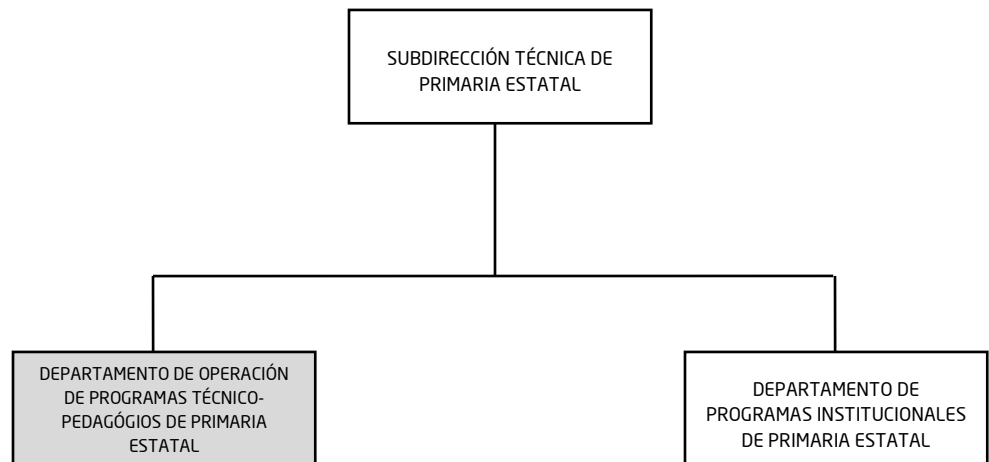 SUBDIRECCIÓN TÉCNICA DE
PRIMARIA ESTATAL
DEPARTAMENTO DE OPERACIÓN
DE PROGRAMAS TÉCNICO-
PEDAGÓGIOS DE PRIMARIA
ESTATAL
DEPARTAMENTO DE
PROGRAMAS INSTITUCIONALES
DE PRIMARIA ESTATAL